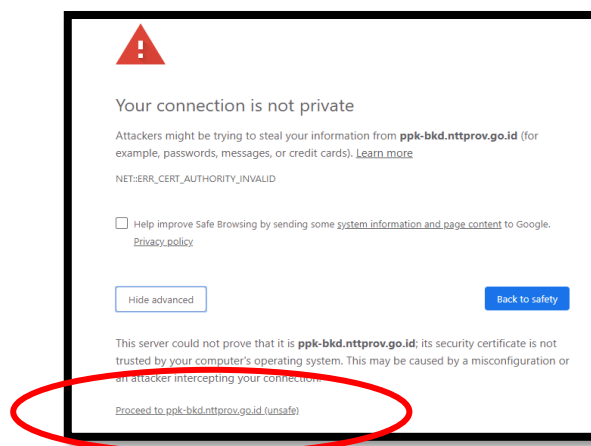 Your connection is not private
Attackers might be trying to steal your information from ppk-bkd.nttprov.go.id (for
example, passwords, messages, or credit cards). Learn more
NET::ERR_CERT_AUTHORITY_INVALID
Help improve Safe Browsing by sending some system information and page content to Google.
Privacy policy
Hide advanced
Back to safety
This server could not prove that it is ppk-bkd.nttprov.go.id; its security certificate is not
trusted by your computer's operating system. This may be caused by a misconfiguration or
an attacker intercepting your connection.
Proceed to ppk-bkd.nttprov.go.id (unsafe)